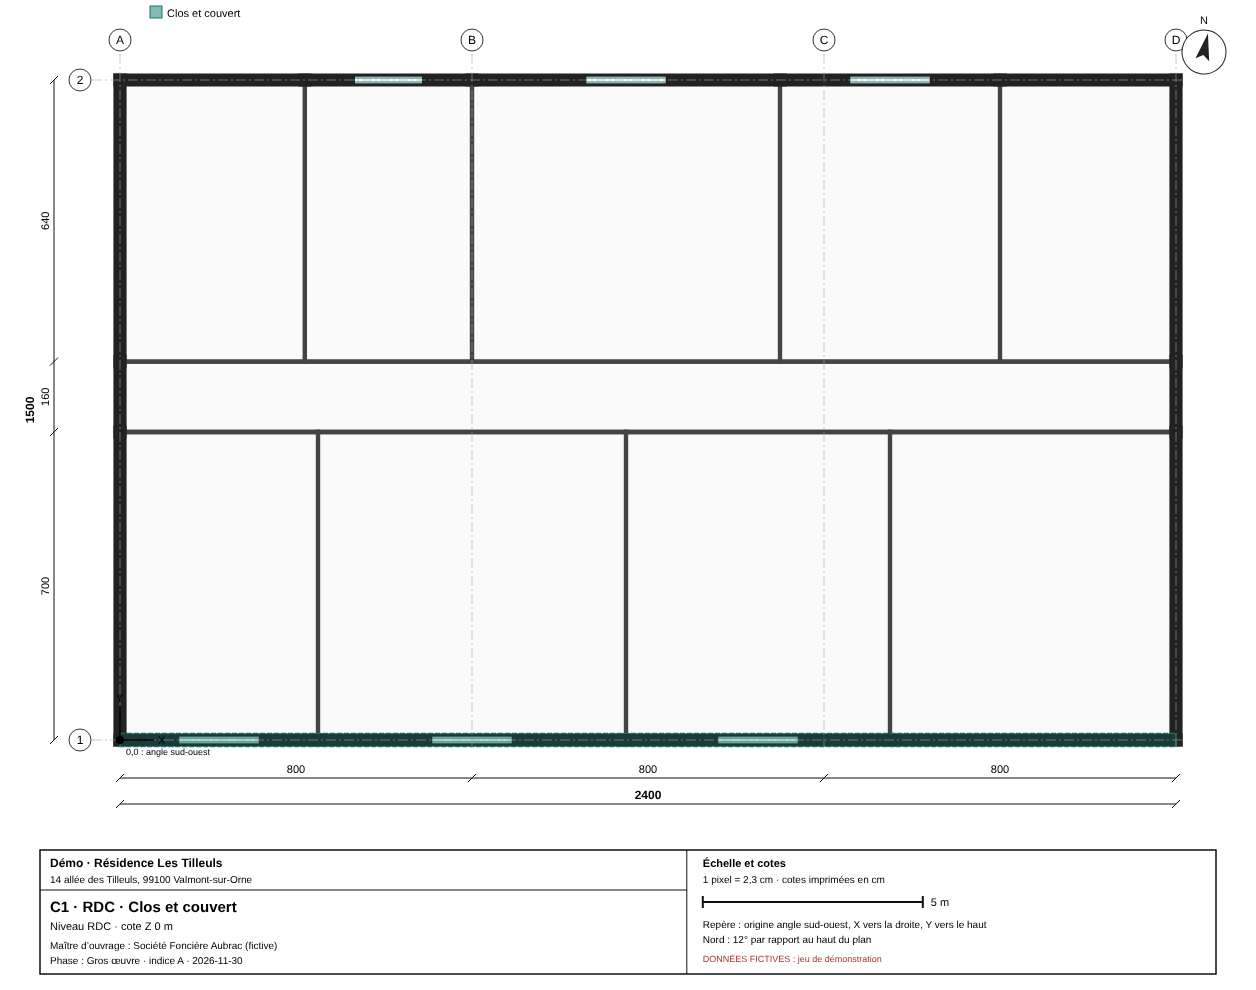 Clos et couvert
N
A
B
C
D
2
640
160
1500
700
1
0,0 : angle sud-ouest
800
800
800
2400
Démo · Résidence Les Tilleuls
14 allée des Tilleuls, 99100 Valmont-sur-Orne
C1 · RDC · Clos et couvert
Niveau RDC · cote Z 0 m
Maître d'ouvrage : Société Foncière Aubrac (fictive)
Phase : Gros œuvre · indice A · 2026-11-30
Échelle et cotes
1 pixel = 2,3 cm · cotes imprimées en cm
5 m
Repère : origine angle sud-ouest, X vers la droite, Y vers le haut
Nord : 12° par rapport au haut du plan
DONNÉES FICTIVES : jeu de démonstration